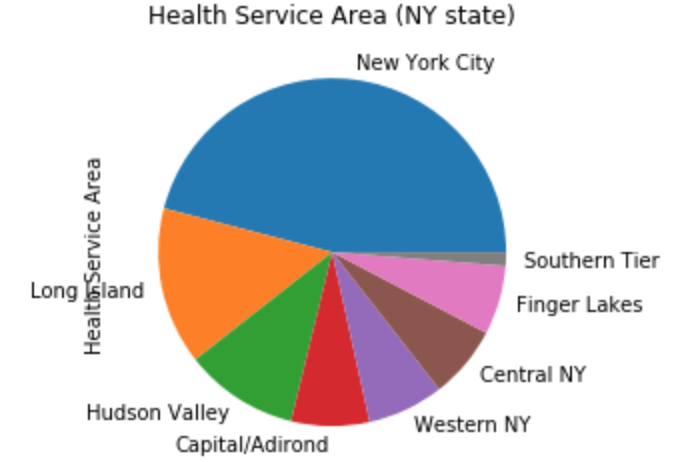 Health Service Area (NY state)
New York City
Health Service Area
Southern Tier
Long Island
Finger Lakes
Central NY
Hudson Valley
Western NY
Capital/Adirond